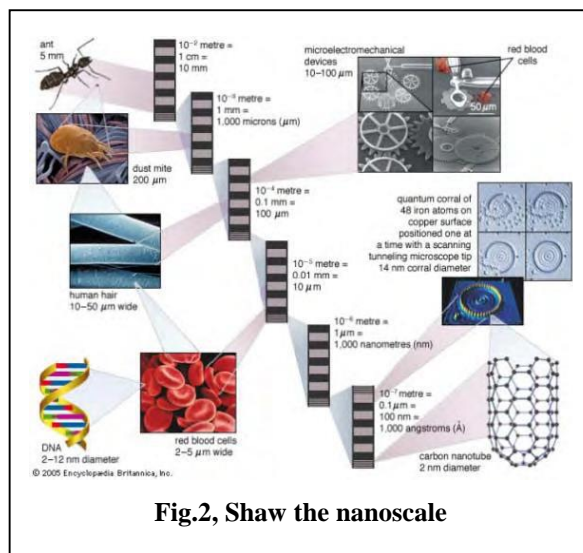 ant
5 mm
10⁻² metre =
1 cm =
10 mm
microelectromechanical
devices
10–100 µm
red blood
cells
50 µm
10⁻³ metre =
1 mm =
1,000 microns (µm)
dust mite
200 µm
10⁻⁴ metre =
0.1 mm =
100 µm
quantum corral of
48 iron atoms on
copper surface
positioned one at
a time with a scanning
tunneling microscope tip
14 nm corral diameter
human hair
10–50 µm wide
10⁻⁵ metre =
0.01 mm =
10 µm
10⁻⁶ metre =
1 µm =
1,000 nanometres (nm)
DNA
2–12 nm diameter
red blood cells
2–5 µm wide
10⁻⁷ metre =
0.1 µm =
100 nm =
1,000 angstroms (Å)
carbon nanotube
2 nm diameter
© 2005 Encyclopædia Britannica, Inc.
Fig.2, Shaw the nanoscale